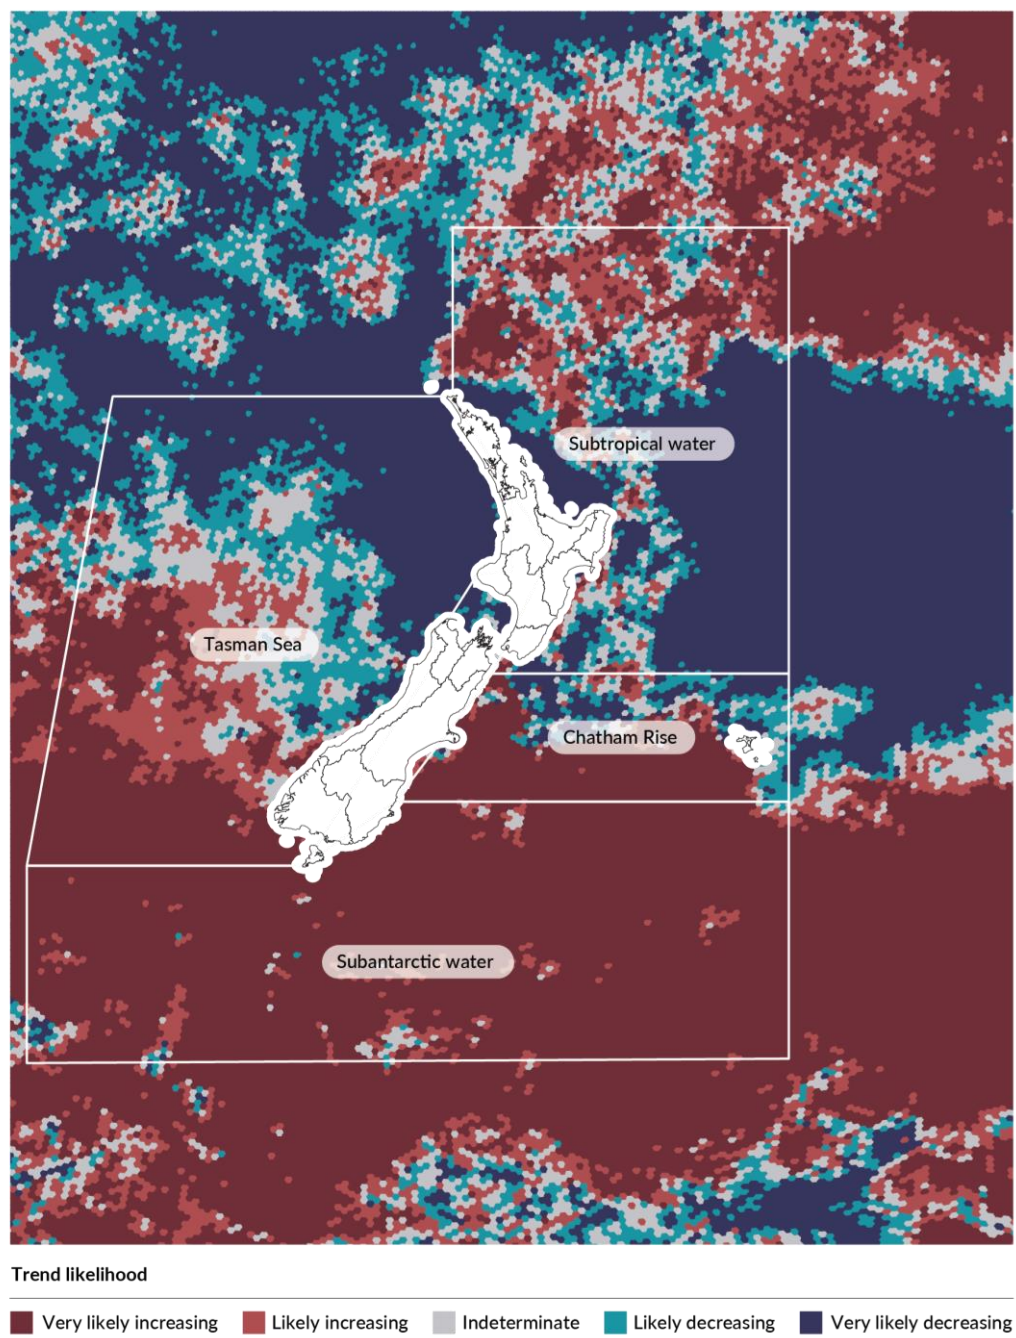 Subtropical water
Tasman Sea
Chatham Rise
Subantarctic water
Trend likelihood
Very likely increasing
Likely increasing
Indeterminate
Likely decreasing
Very likely decreasing